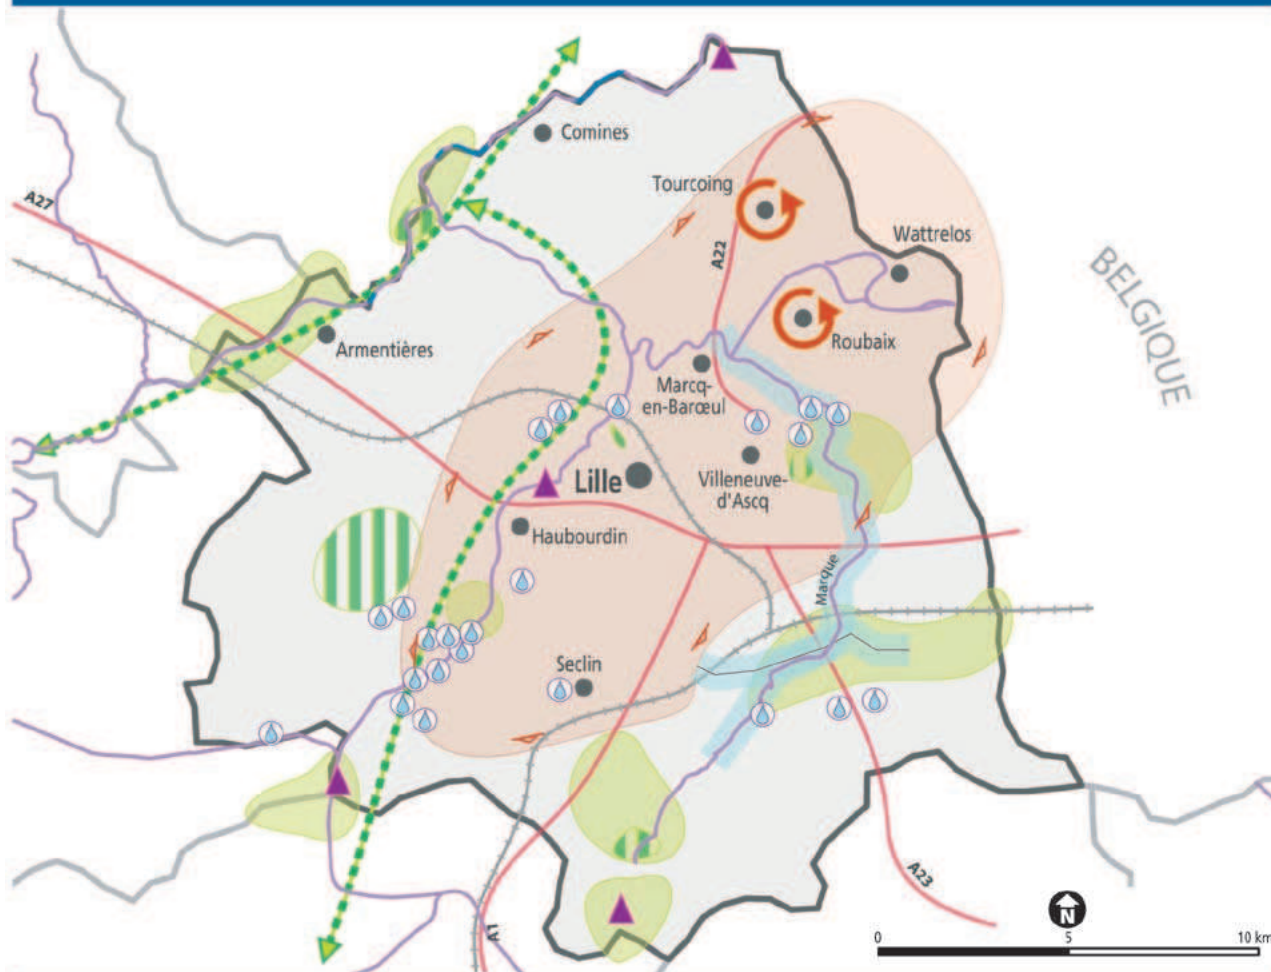 Comines
Tourcoing
A27
Wattrelos
A22
BELGIQUE
Roubaix
Armentières
Marcq-
en-Barœul
Lille
Villeneuve-
d'Ascq
Haubourdin
Marque
Seclin
A23
A1
N
0 5 10 km